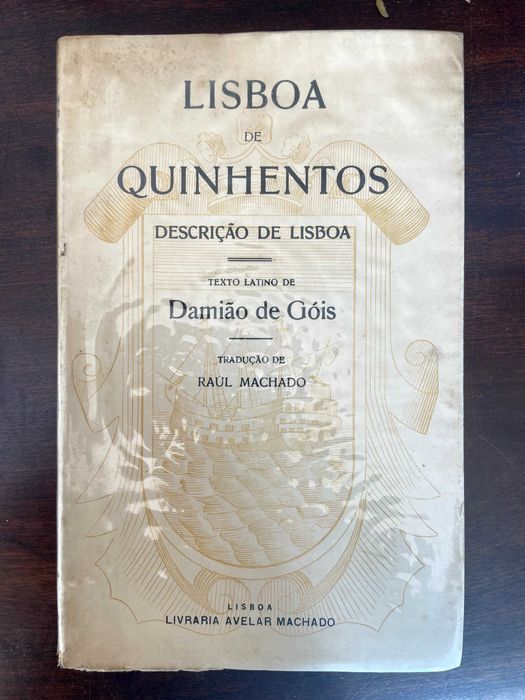 LISBOA
DE
QUINHENTOS
DESCRIÇÃO DE LISBOA
TEXTO LATINO DE
Damião de Góis
TRADUÇÃO DE
RAÚL MACHADO
LISBOA
LIVRARIA AVELAR MACHADO